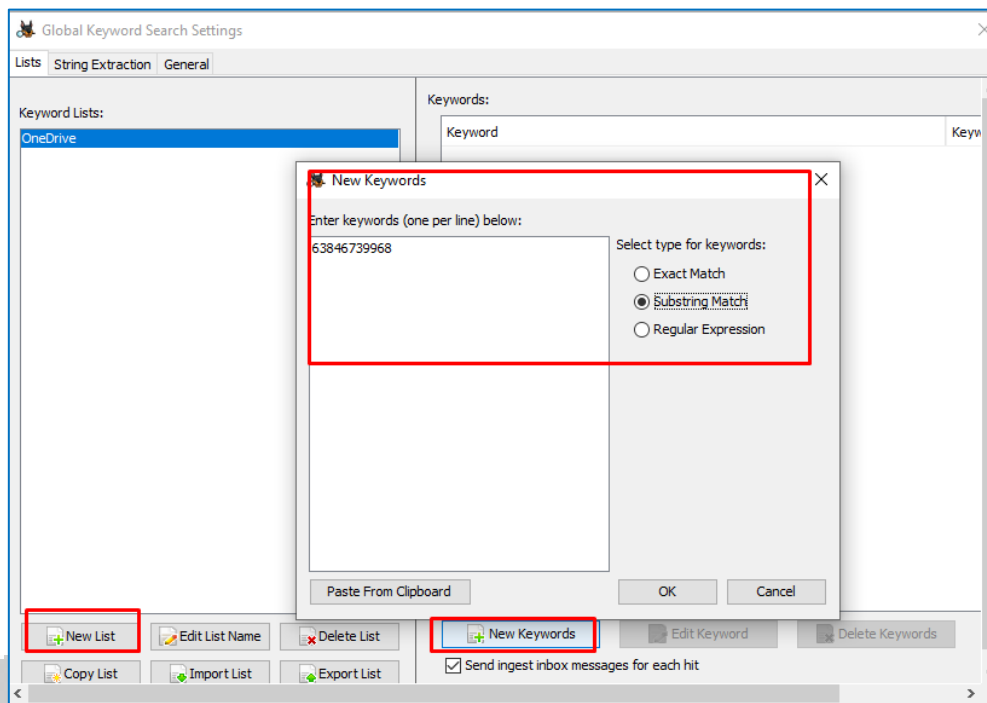 Global Keyword Search Settings
Lists String Extraction General
Keyword Lists:
OneDrive
Keywords:
Keyword Keyw
New Keywords
Enter keywords (one per line) below:
63846739968
Select type for keywords:
Exact Match
Substring Match
Regular Expression
Paste From Clipboard OK Cancel
New List Edit List Name Delete List
Copy List Import List Export List
New Keywords Edit Keyword Delete Keywords
Send ingest inbox messages for each hit